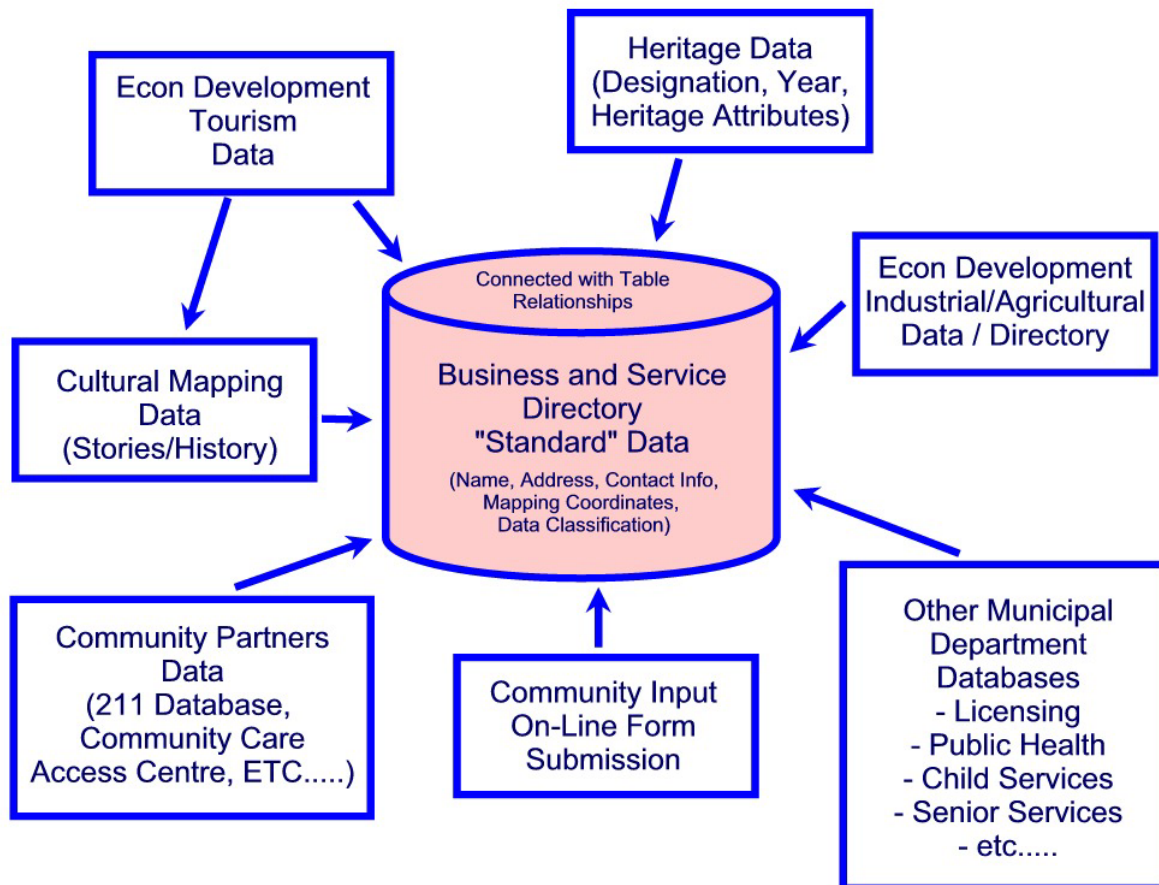 Econ Development
Tourism
Data
Heritage Data
(Designation, Year,
Heritage Attributes)
Econ Development
Industrial/Agricultural
Data / Directory
Connected with Table
Relationships
Business and Service
Directory
"Standard" Data
(Name, Address, Contact Info,
Mapping Coordinates,
Data Classification)
Cultural Mapping
Data
(Stories/History)
Community Partners
Data
(211 Database,
Community Care
Access Centre, ETC.....)
Community Input
On-Line Form
Submission
Other Municipal
Department
Databases
- Licensing
- Public Health
- Child Services
- Senior Services
- etc.....